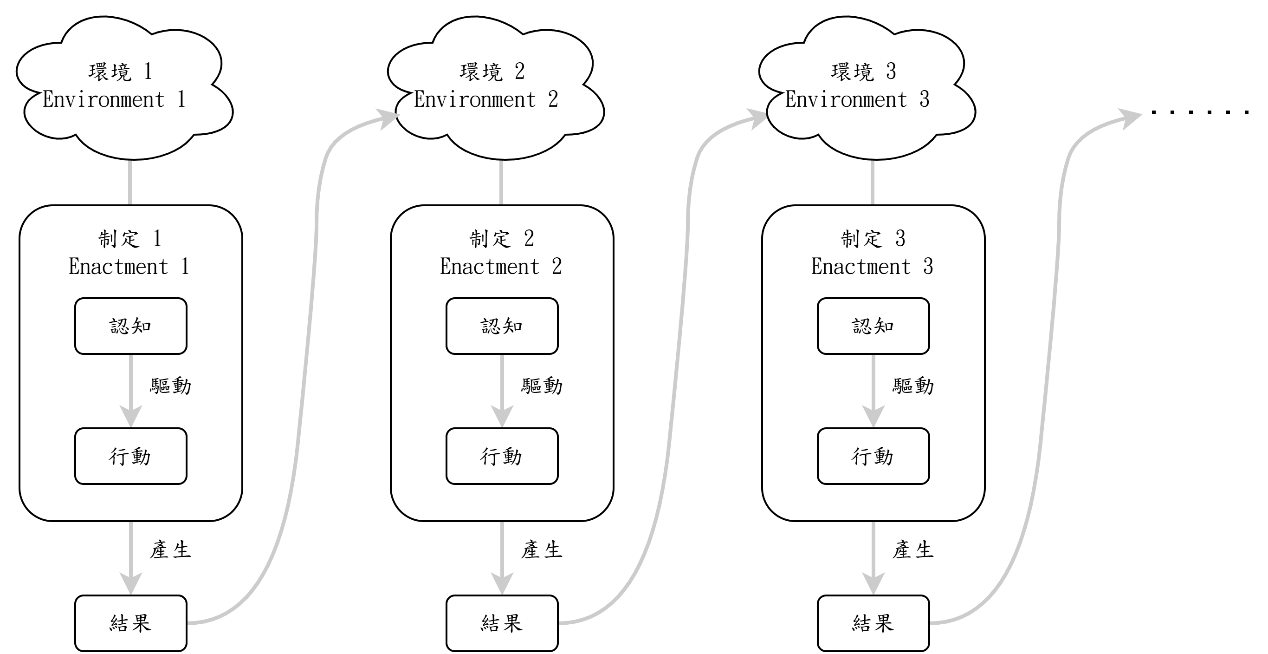 環境 1
Environment 1
制定 1
Enactment 1
認知
驅動
行動
產生
結果
環境 2
Environment 2
制定 2
Enactment 2
認知
驅動
行動
產生
結果
環境 3
Environment 3
制定 3
Enactment 3
認知
驅動
行動
產生
結果
......